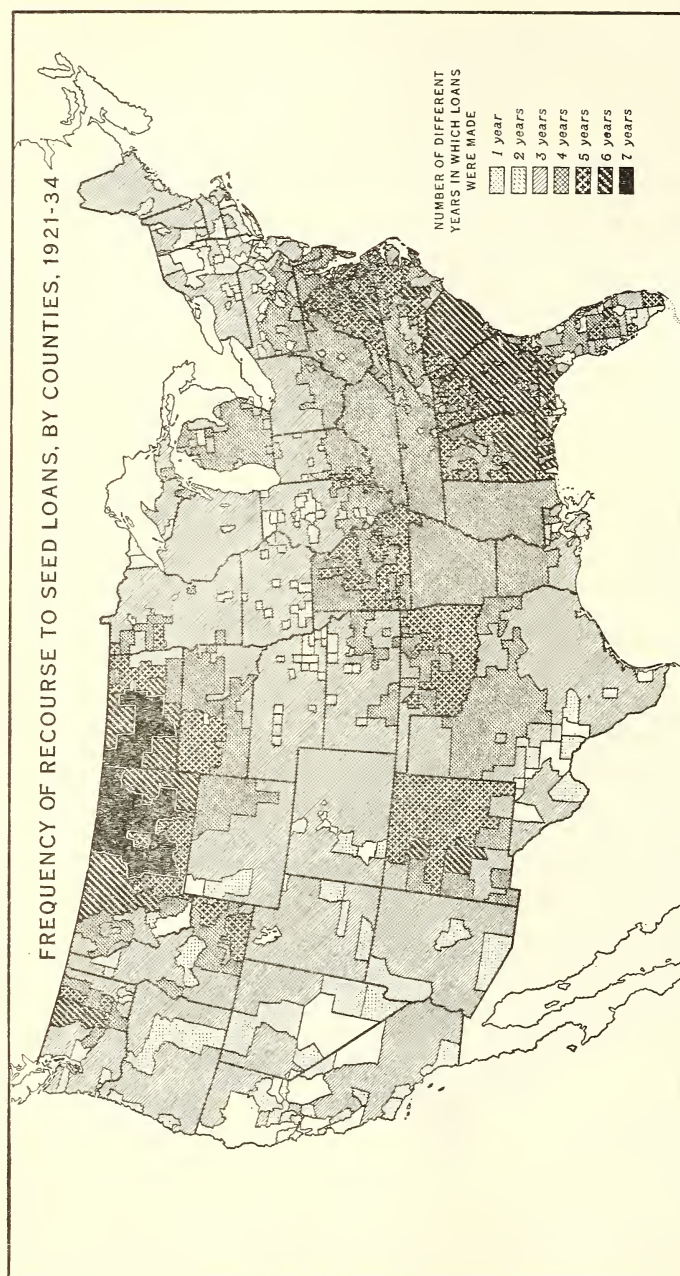 FREQUENCY OF RECOURSE TO SEED LOANS, BY COUNTIES, 1921-34
NUMBER OF DIFFERENT
YEARS IN WHICH LOANS
WERE MADE
1 year
2 years
3 years
4 years
5 years
6 years
7 years